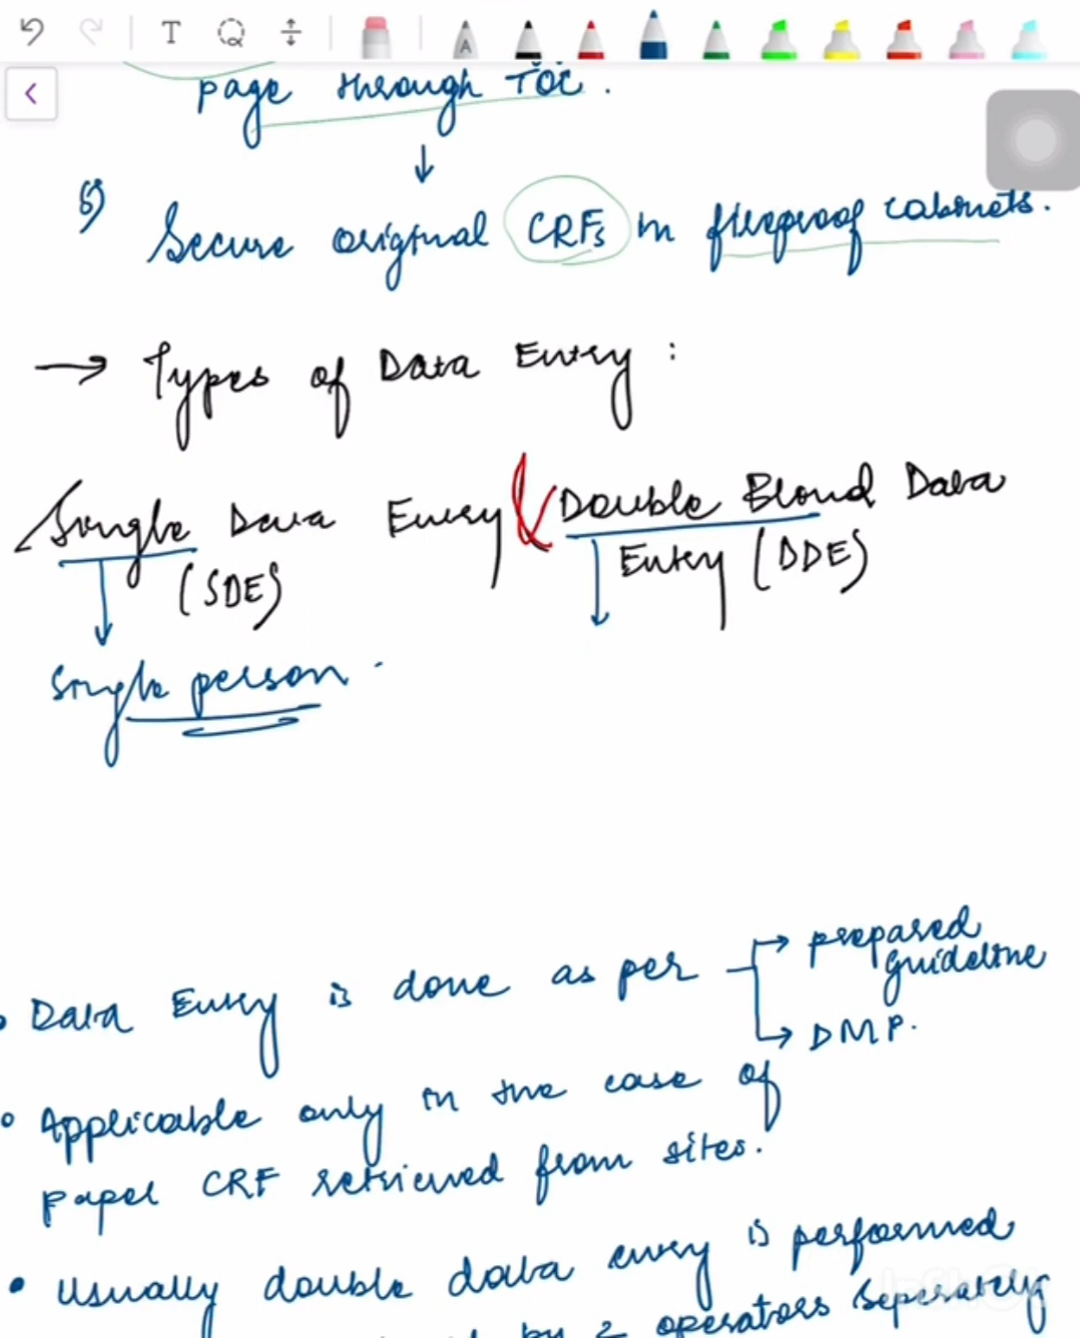 page through TOC.
↓
6) Secure original CRFs in fireproof cabinets.
→ Types of Data Entry :
Single Data Entry & Double Blind Data
(SDE) Entry (DDE)
Single person.
• Data Entry is done as per → prepared guideline
→ DMP.
• Applicable only in the case of
paper CRF retrieved from sites.
• Usually double data entry is performed
by 2 operators seperately